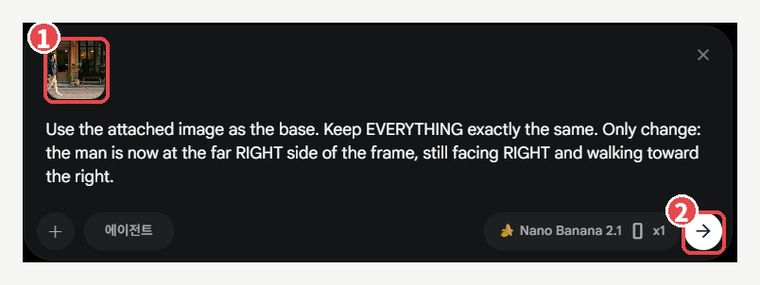 1
Use the attached image as the base. Keep EVERYTHING exactly the same. Only change:
the man is now at the far RIGHT side of the frame, still facing RIGHT and walking toward
the right.
에이전트
Nano Banana 2.1 x1
2